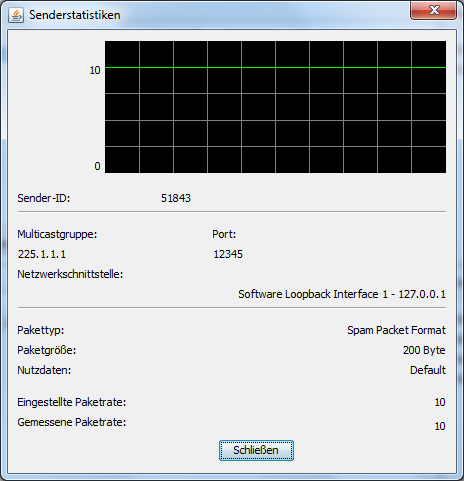 Senderstatistiken
10
0
Sender-ID: 51843
Multicastgruppe: Port:
225.1.1.1 12345
Netzwerkschnittstelle:
Software Loopback Interface 1 - 127.0.0.1
Pakettyp: Spam Packet Format
Paketgröße: 200 Byte
Nutzdaten: Default
Eingestellte Paketrate: 10
Gemessene Paketrate: 10
Schließen